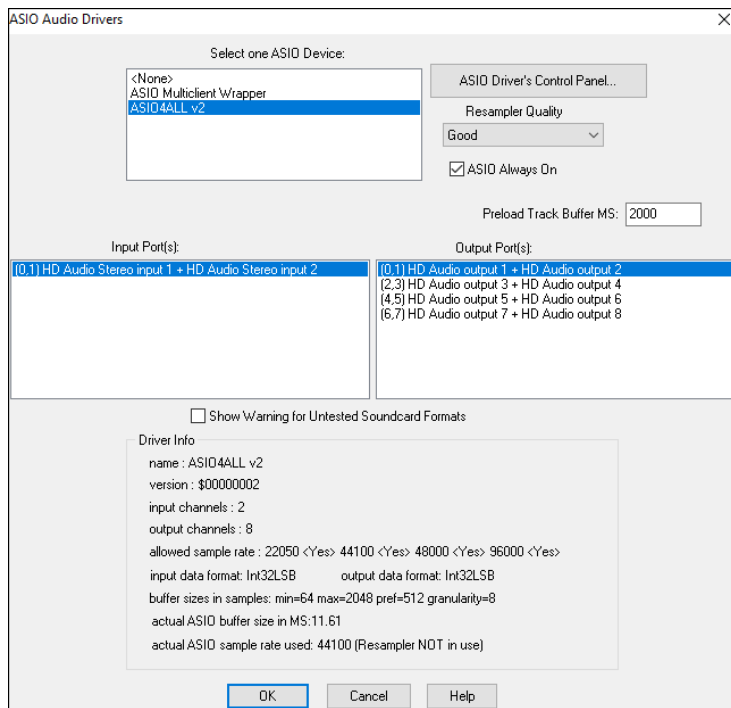 ASIO Audio Drivers
Select one ASIO Device:
<None>
ASIO Multiclient Wrapper
ASIO4ALL v2
ASIO Driver's Control Panel...
Resampler Quality
Good
ASIO Always On
Preload Track Buffer MS: 2000
Input Port(s):
(0,1) HD Audio Stereo input 1 + HD Audio Stereo input 2
Output Port(s):
(0,1) HD Audio output 1 + HD Audio output 2
(2,3) HD Audio output 3 + HD Audio output 4
(4,5) HD Audio output 5 + HD Audio output 6
(6,7) HD Audio output 7 + HD Audio output 8
Show Warning for Untested Soundcard Formats
Driver Info
name : ASIO4ALL v2
version : $00000002
input channels : 2
output channels : 8
allowed sample rate : 22050 <Yes> 44100 <Yes> 48000 <Yes> 96000 <Yes>
input data format: Int32LSB output data format: Int32LSB
buffer sizes in samples: min=64 max=2048 pref=512 granularity=8
actual ASIO buffer size in MS:11.61
actual ASIO sample rate used: 44100 (Resampler NOT in use)
OK
Cancel
Help